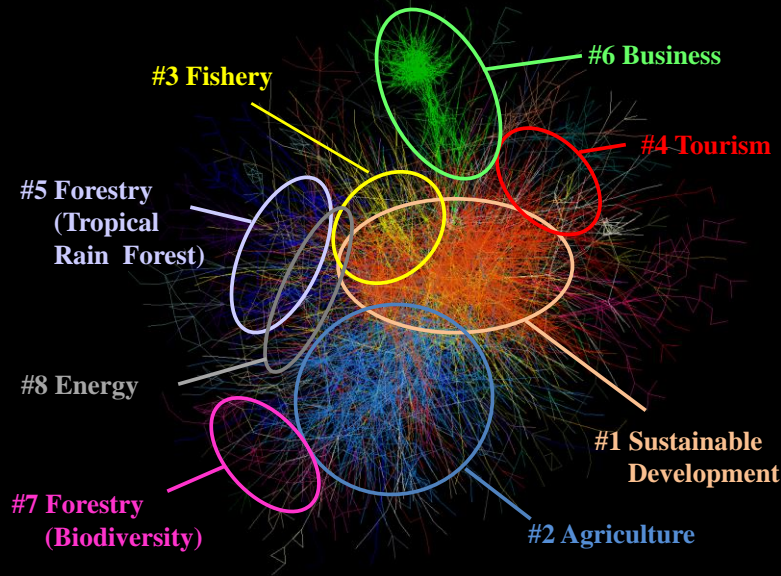 #6 Business
#3 Fishery
#4 Tourism
#5 Forestry
(Tropical
Rain Forest)
#8 Energy
#1 Sustainable
Development
#7 Forestry
(Biodiversity)
#2 Agriculture